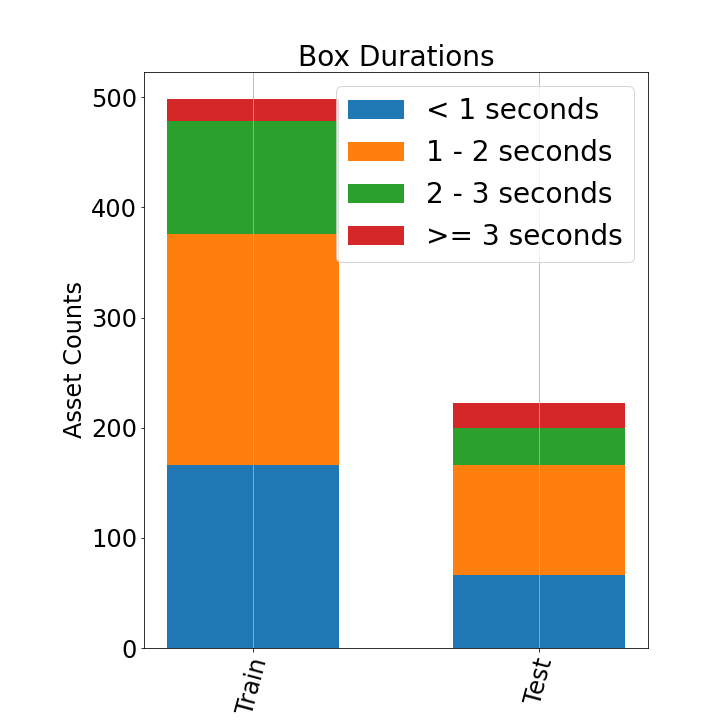 Box Durations
< 1 seconds
1 - 2 seconds
2 - 3 seconds
>= 3 seconds
Asset Counts
500
400
300
200
100
0
Train
Test